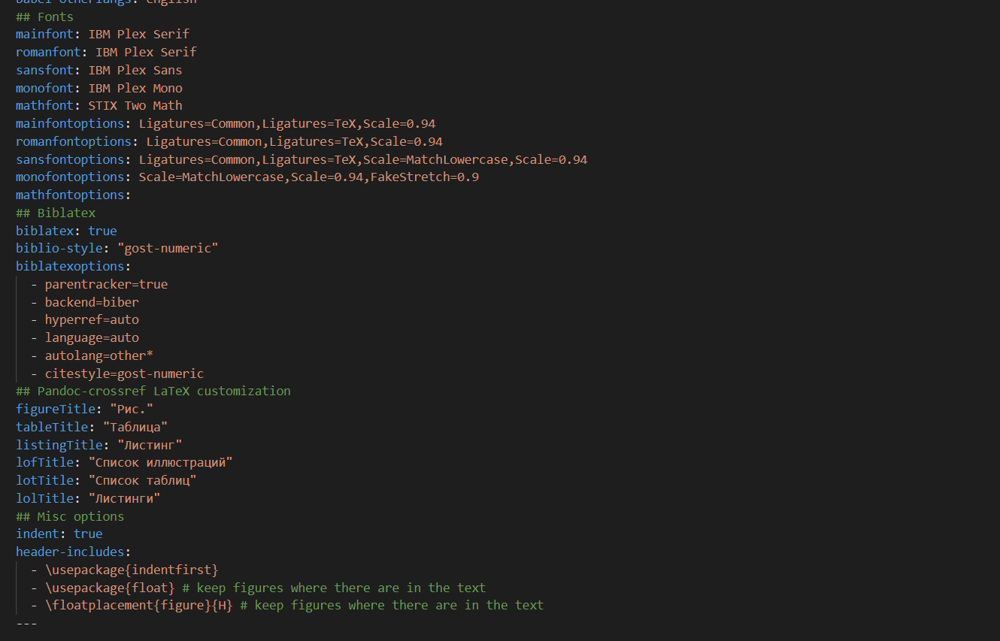 babel-otherlangs: english
## Fonts
mainfont: IBM Plex Serif
romanfont: IBM Plex Serif
sansfont: IBM Plex Sans
monofont: IBM Plex Mono
mathfont: STIX Two Math
mainfontoptions: Ligatures=Common,Ligatures=TeX,Scale=0.94
romanfontoptions: Ligatures=Common,Ligatures=TeX,Scale=0.94
sansfontoptions: Ligatures=Common,Ligatures=TeX,Scale=MatchLowercase,Scale=0.94
monofontoptions: Scale=MatchLowercase,Scale=0.94,FakeStretch=0.9
mathfontoptions:
## Biblatex
biblatex: true
biblio-style: "gost-numeric"
biblatexoptions:
  - parentracker=true
  - backend=biber
  - hyperref=auto
  - language=auto
  - autolang=other*
  - citestyle=gost-numeric
## Pandoc-crossref LaTeX customization
figureTitle: "Рис."
tableTitle: "Таблица"
listingTitle: "Листинг"
lofTitle: "Список иллюстраций"
lotTitle: "Список таблиц"
lolTitle: "Листинги"
## Misc options
indent: true
header-includes:
  - \usepackage{indentfirst}
  - \usepackage{float} # keep figures where there are in the text
  - \floatplacement{figure}{H} # keep figures where there are in the text
---